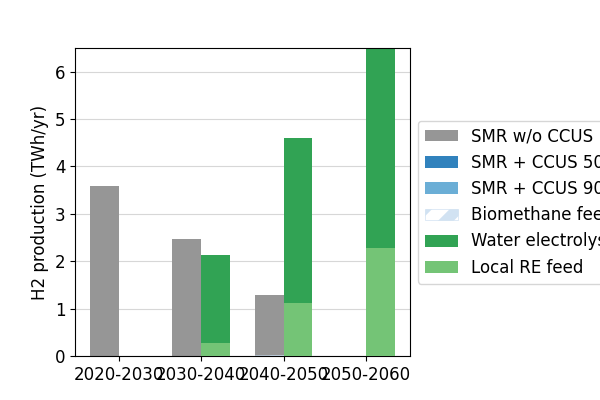 H2 production (TWh/yr)
6
5
4
3
2
1
0
2020-2030
2030-2040
2040-2050
2050-2060
SMR w/o CCUS
SMR + CCUS 50
SMR + CCUS 90
Biomethane fee
Water electrolys
Local RE feed